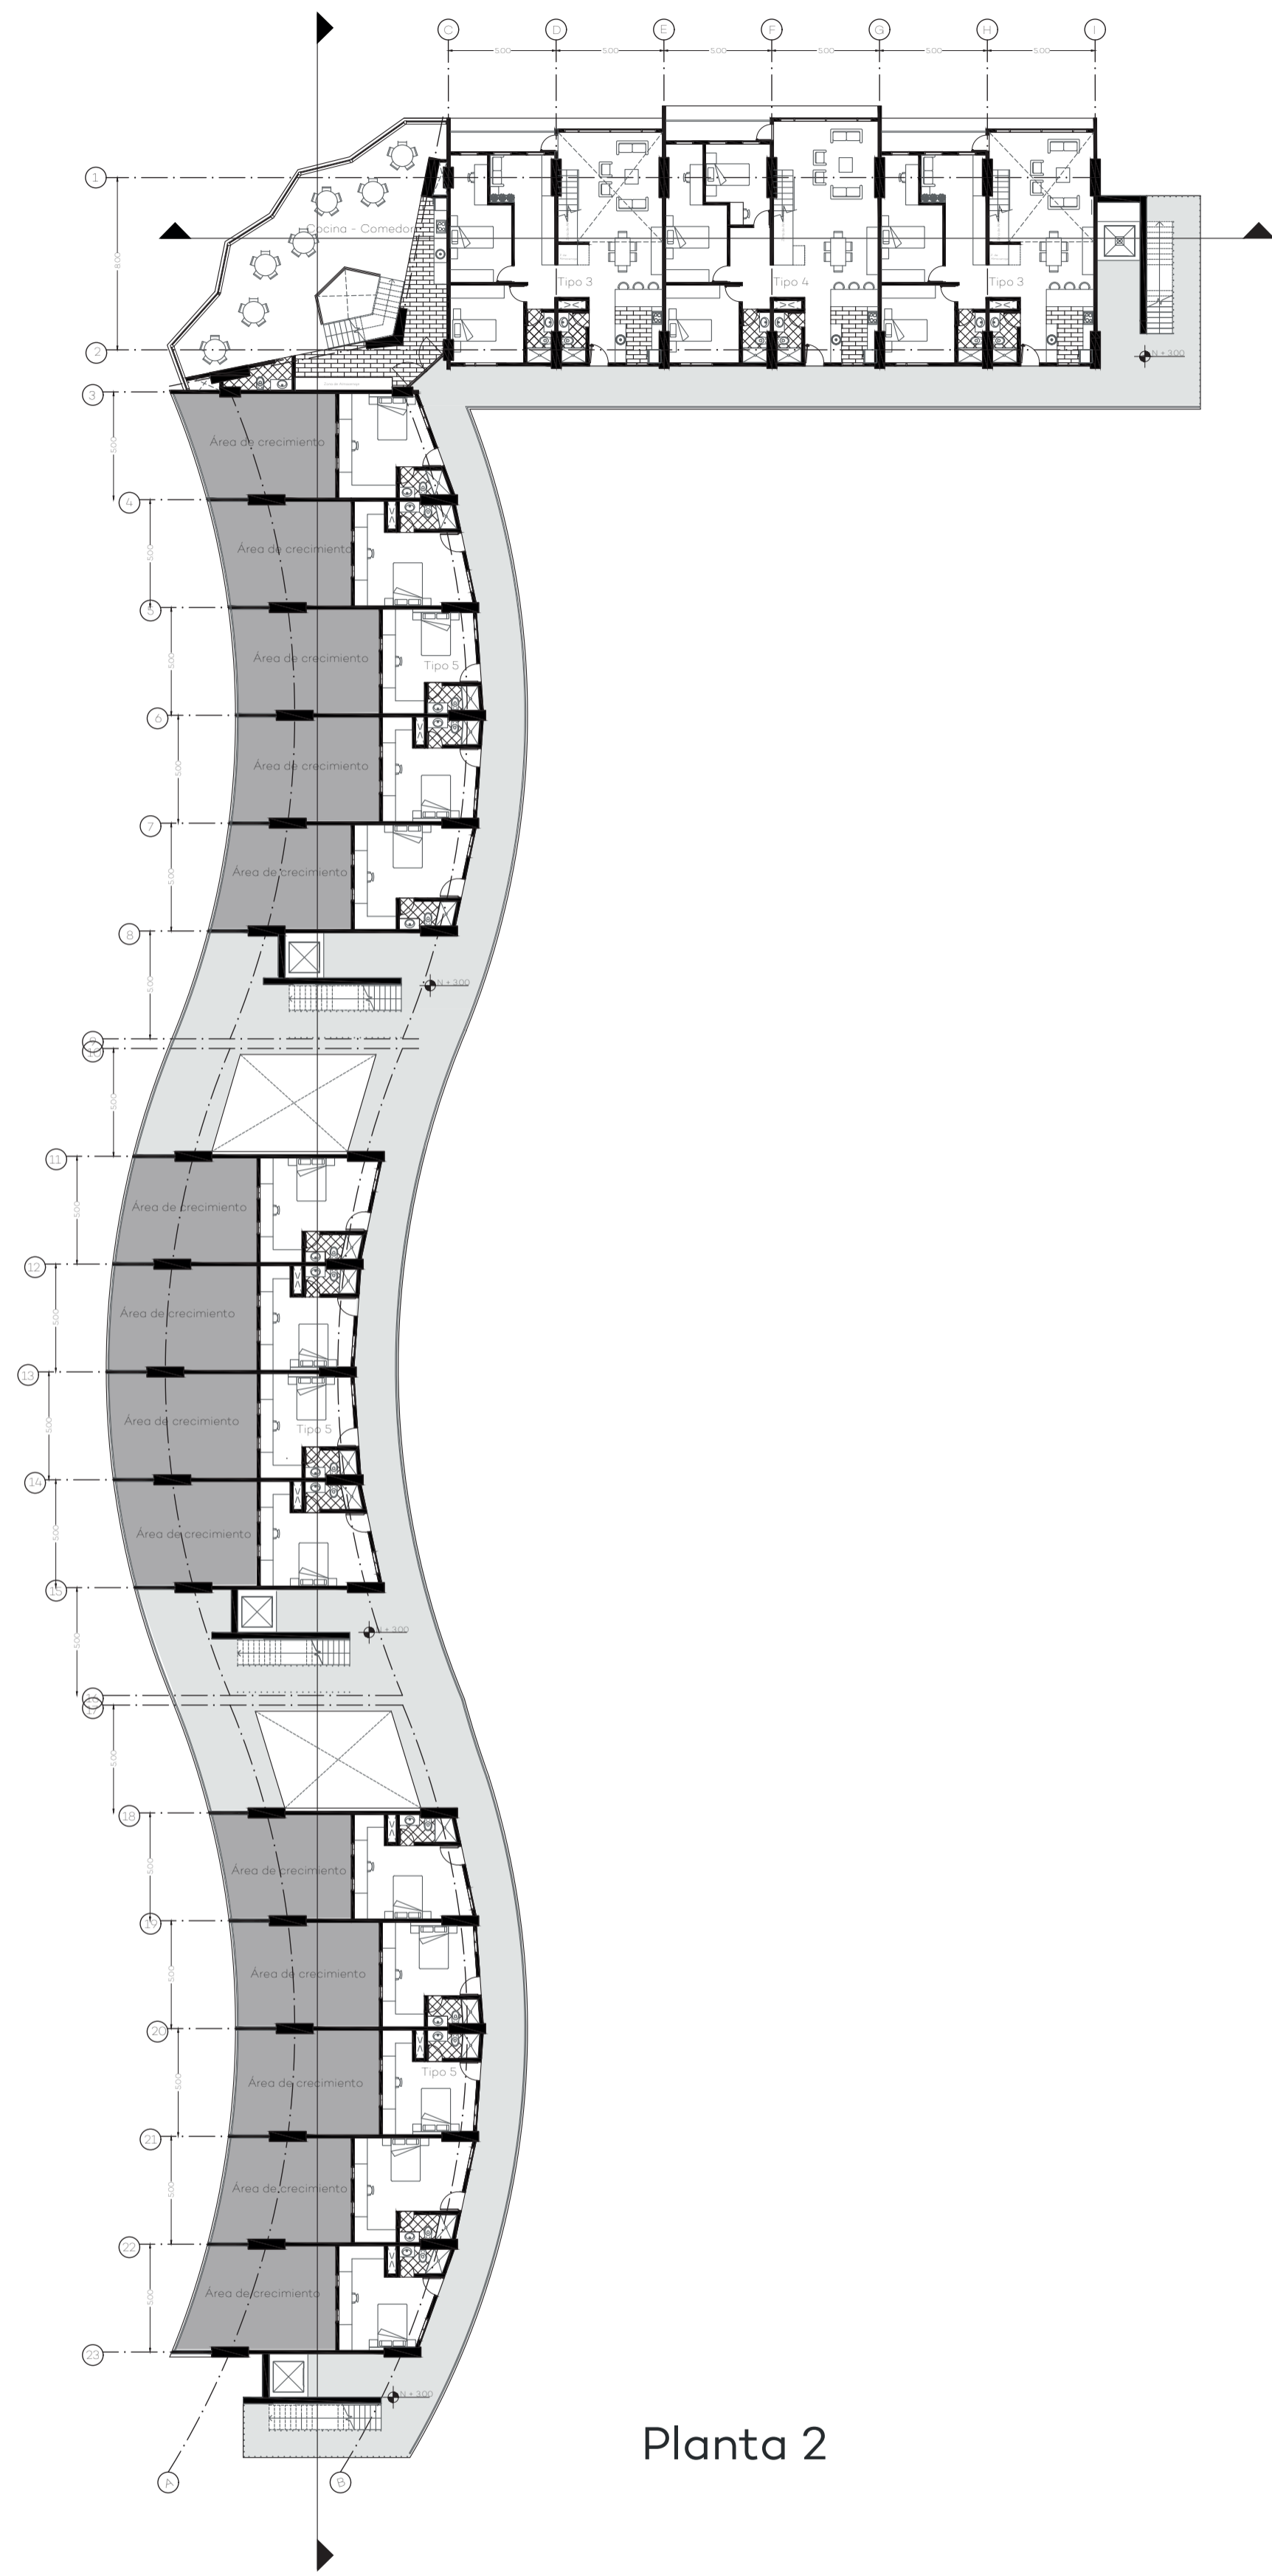 C D E F G H I
5.00 5.00 5.00 5.00 5.00 5.00
1
Cocina - Comedor
8.00
Tipo 3 Tipo 4 Tipo 3
2
N + 3.00
3
Área de crecimiento
5.00
4
Área de crecimiento
5.00
5
Área de crecimiento
Tipo 5
5.00
6
Área de crecimiento
5.00
7
Área de crecimiento
5.00
8
5.00
N + 3.00
9
10
5.00
11
Área de crecimiento
5.00
12
Área de crecimiento
5.00
13
Área de crecimiento
Tipo 5
5.00
14
Área de crecimiento
5.00
15
5.00
N + 3.00
16
17
5.00
18
Área de crecimiento
5.00
19
Área de crecimiento
5.00
20
Área de crecimiento
Tipo 5
5.00
21
Área de crecimiento
5.00
22
Área de crecimiento
5.00
23
N + 3.00
Planta 2
A B